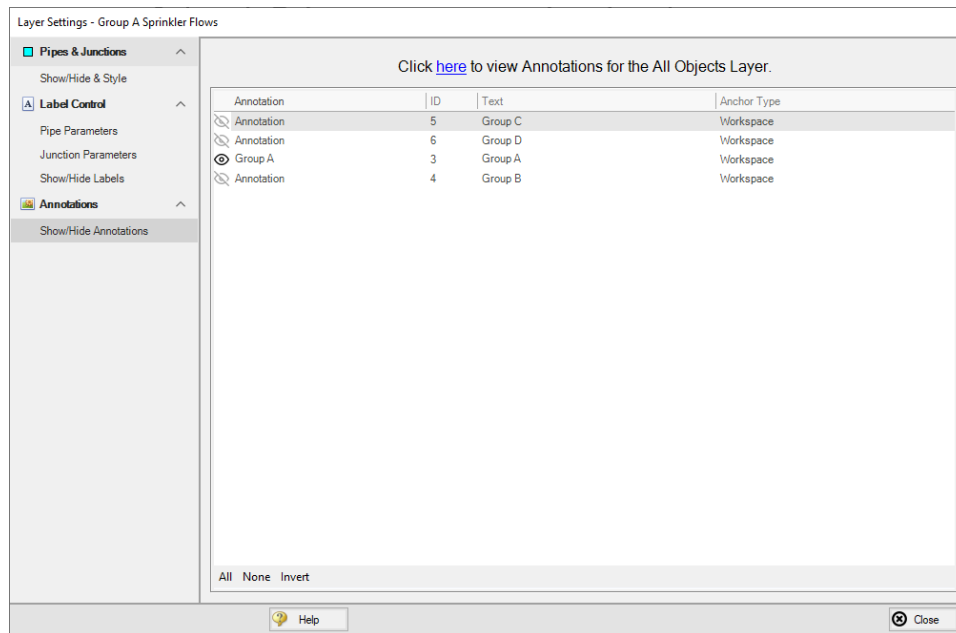 Layer Settings - Group A Sprinkler Flows
Pipes & Junctions
Show/Hide & Style
Label Control
Pipe Parameters
Junction Parameters
Show/Hide Labels
Annotations
Show/Hide Annotations
Click here to view Annotations for the All Objects Layer.
Annotation ID Text Anchor Type
Annotation 5 Group C Workspace
Annotation 6 Group D Workspace
Group A 3 Group A Workspace
Annotation 4 Group B Workspace
All None Invert
Help Close